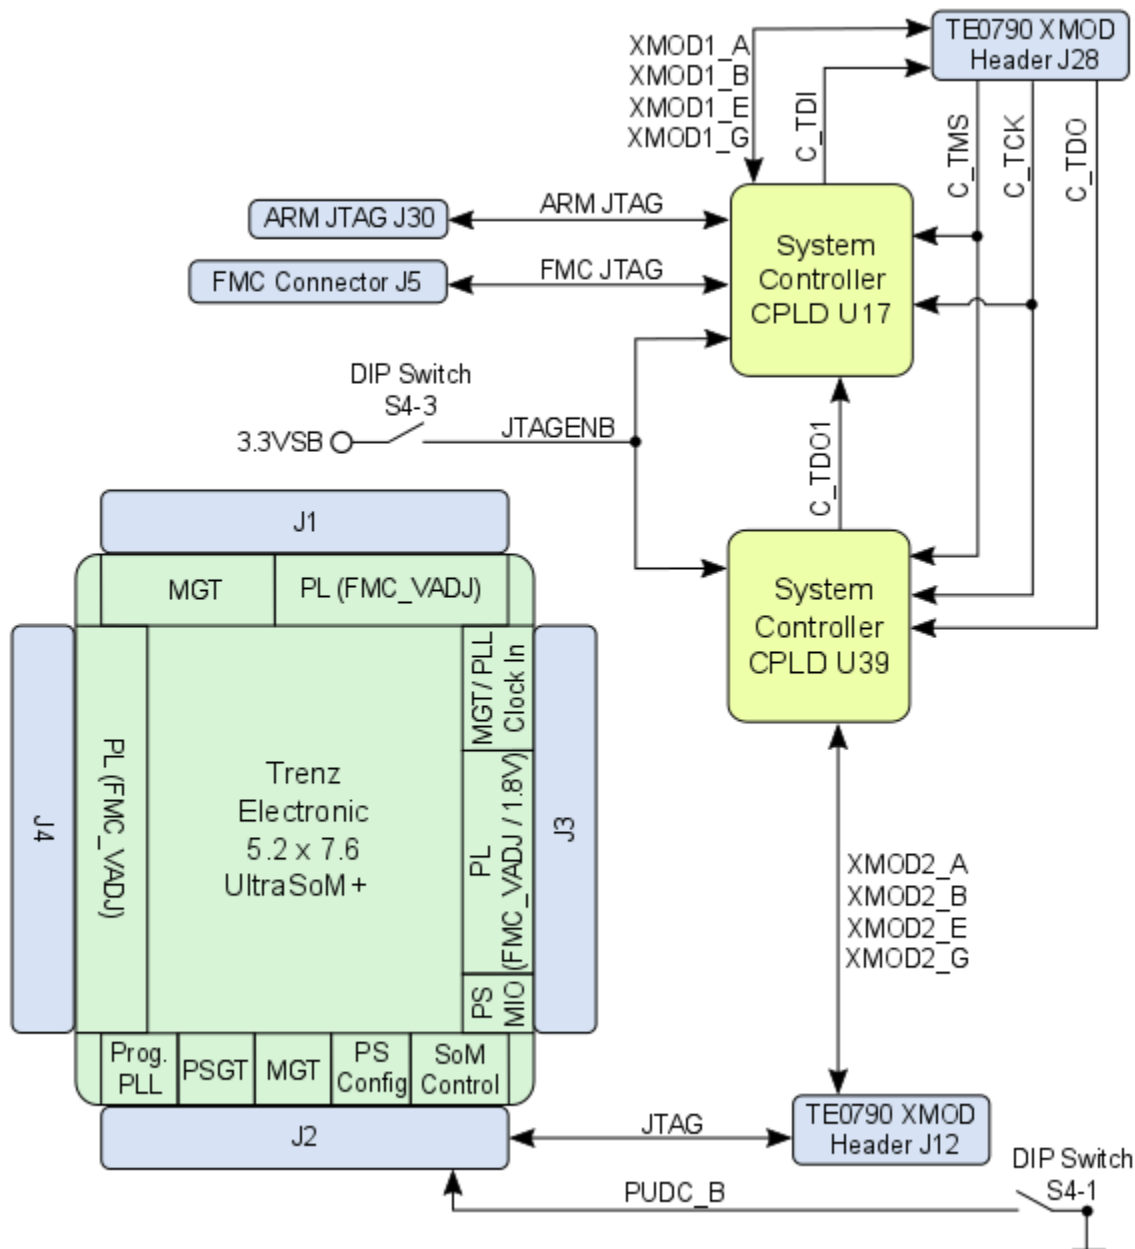 TE0790 XMOD
Header J28
XMOD1_A
XMOD1_B
XMOD1_E
XMOD1_G
C_TDI
C_TMS
C_TCK
C_TDO
ARM JTAG J30
ARM JTAG
FMC Connector J5
FMC JTAG
System
Controller
CPLD U17
DIP Switch
S4-3
3.3VSB
JTAGENB
C_TDO1
J1
MGT
PL (FMC_VADJ)
System
Controller
CPLD U39
MGT/ PLL
Clock In
J4
PL (FMC_VADJ)
Trenz
Electronic
5.2 x 7.6
UltraSoM+
PL
(FMC_VADJ / 1.8V)
J3
PS
MIO
XMOD2_A
XMOD2_B
XMOD2_E
XMOD2_G
Prog.
PLL
PSGT
MGT
PS
Config
SoM
Control
J2
JTAG
TE0790 XMOD
Header J12
DIP Switch
S4-1
PUDC_B